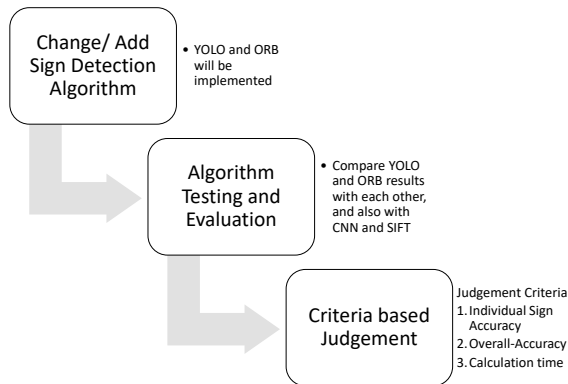 Change/ Add
Sign Detection
Algorithm
• YOLO and ORB
will be
implemented
Algorithm
Testing and
Evaluation
• Compare YOLO
and ORB results
with each other,
and also with
CNN and SIFT
Criteria based
Judgement
Judgement Criteria
1. Individual Sign
Accuracy
2. Overall-Accuracy
3. Calculation time